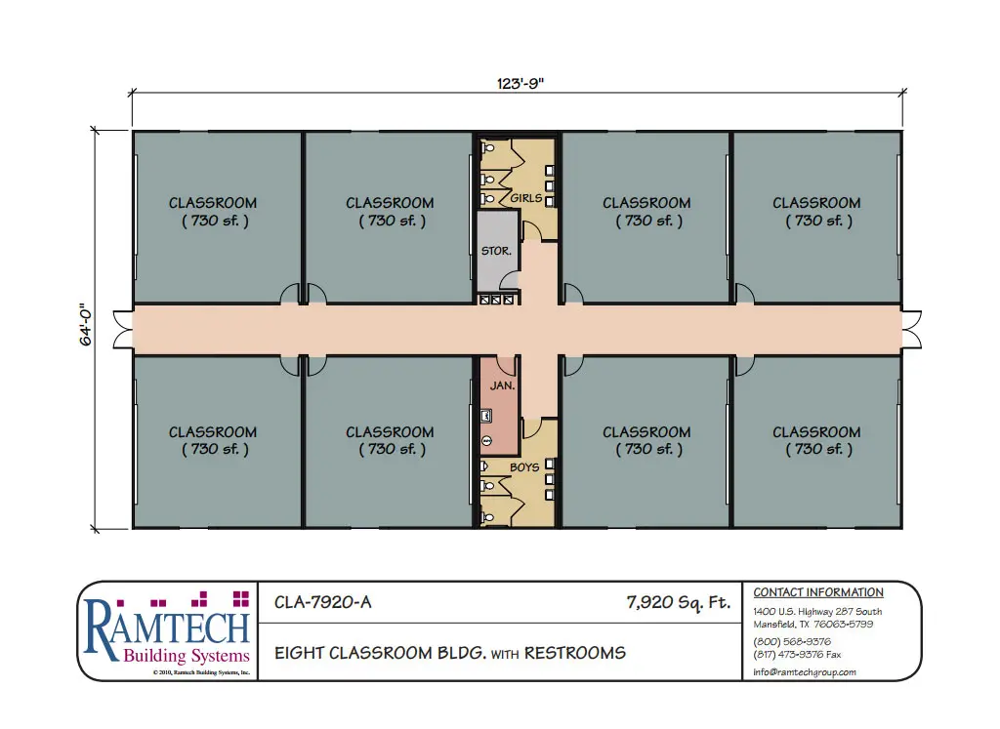 123'-9"
64'-0"
CLASSROOM
( 730 sf. )
CLASSROOM
( 730 sf. )
GIRLS
STOR.
CLASSROOM
( 730 sf. )
CLASSROOM
( 730 sf. )
CLASSROOM
( 730 sf. )
CLASSROOM
( 730 sf. )
JAN.
BOYS
CLASSROOM
( 730 sf. )
CLASSROOM
( 730 sf. )
RAMTECH
Building Systems
© 2010, Ramtech Building Systems, Inc.
CLA-7920-A 7,920 Sq. Ft.
EIGHT CLASSROOM BLDG. WITH RESTROOMS
CONTACT INFORMATION
1400 U.S. Highway 287 South
Mansfield, TX 76063-5799
(800) 568-9376
(817) 473-9376 Fax
info@ramtechgroup.com